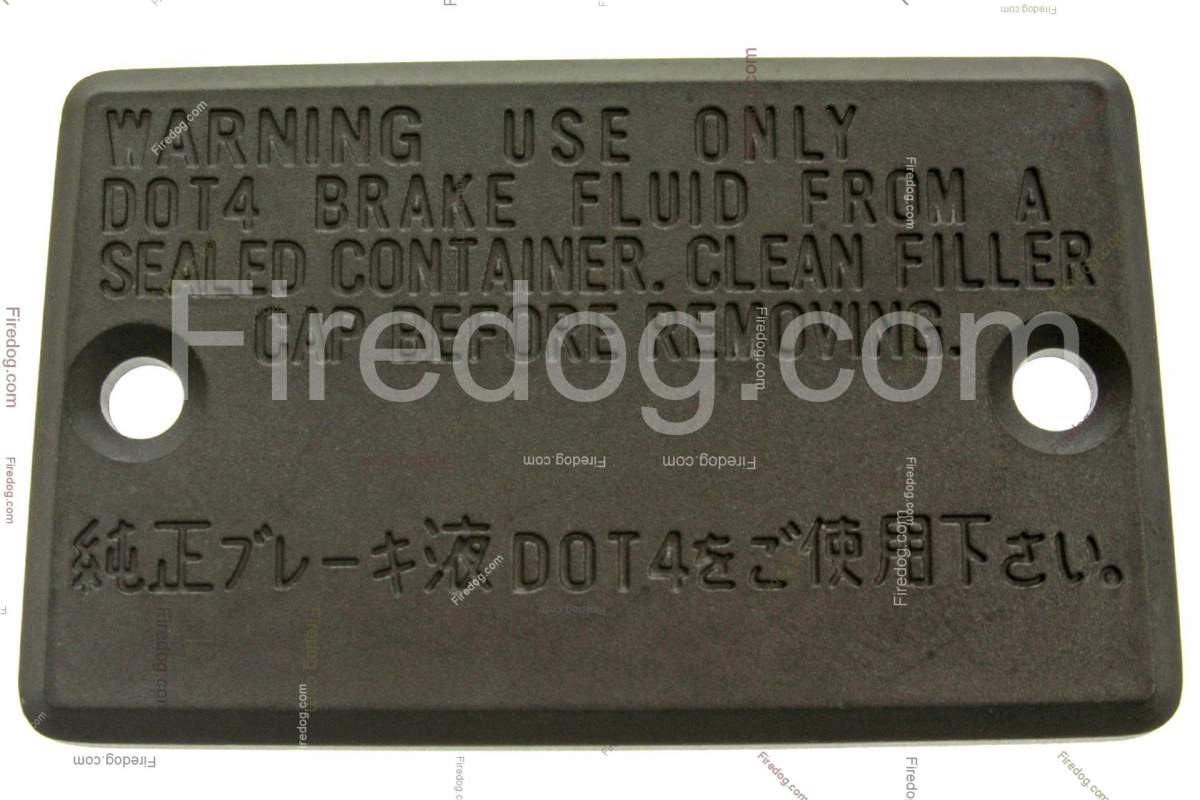 WARNING USE ONLY
DOT4 BRAKE FLUID FROM A
SEALED CONTAINER. CLEAN FILLER
CAP BEFORE REMOVING.
Firedog.com
純正ブレーキ液DOT4をご使用下さい。